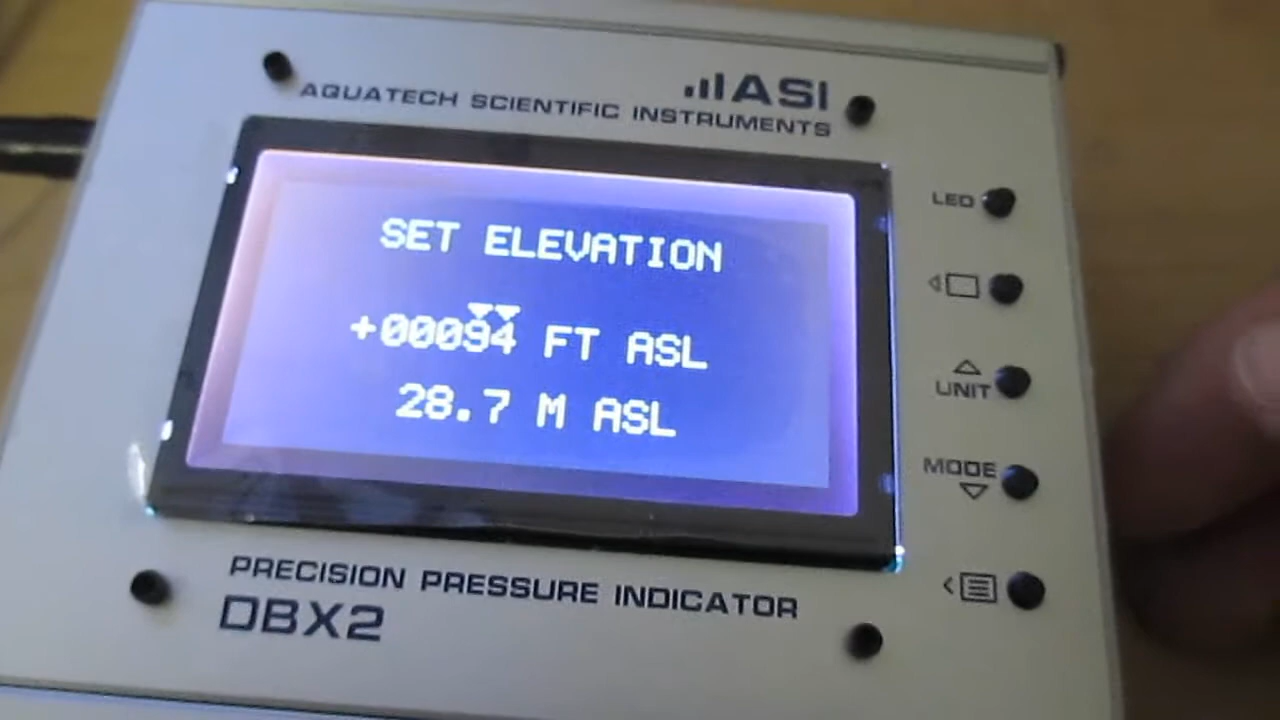 ASI
AQUATECH SCIENTIFIC INSTRUMENTS
SET ELEVATION
+00094 FT ASL
28.7 M ASL
LED
UNIT
MODE
PRECISION PRESSURE INDICATOR
DBX2